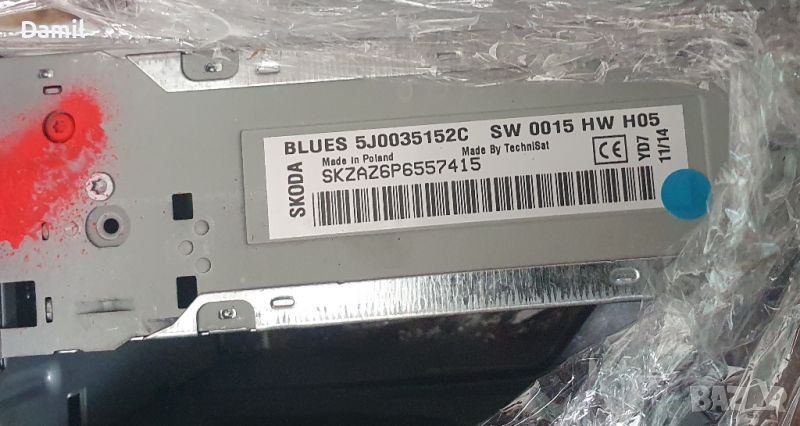 Damil
BLUES 5J0035152C SW 0015 HW H05
SKODA
Made in Poland Made By TechniSat
SKZAZ6P6557415
CE
YD7
11/14
BAZAR